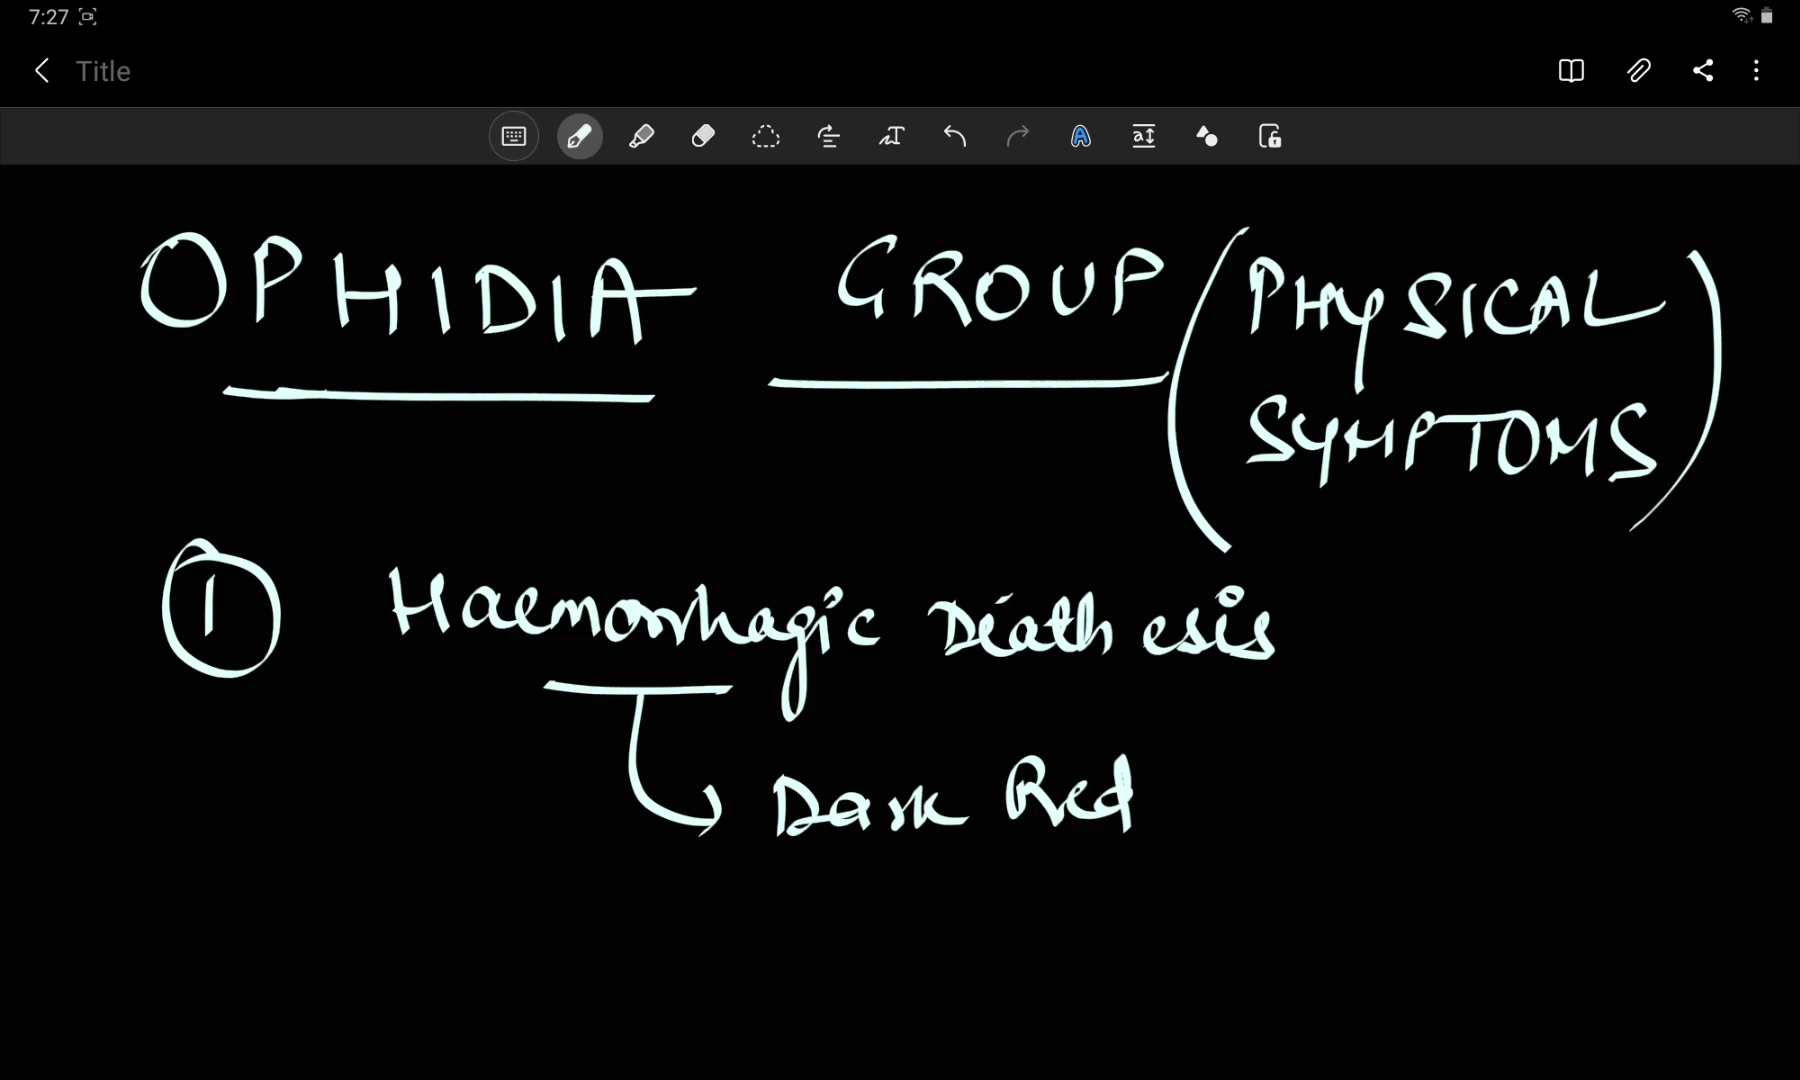 7:27
Title
OPHIDIA GROUP (PHYSICAL
SYMPTOMS)
1 Haemorrhagic Diathesis
Dark Red